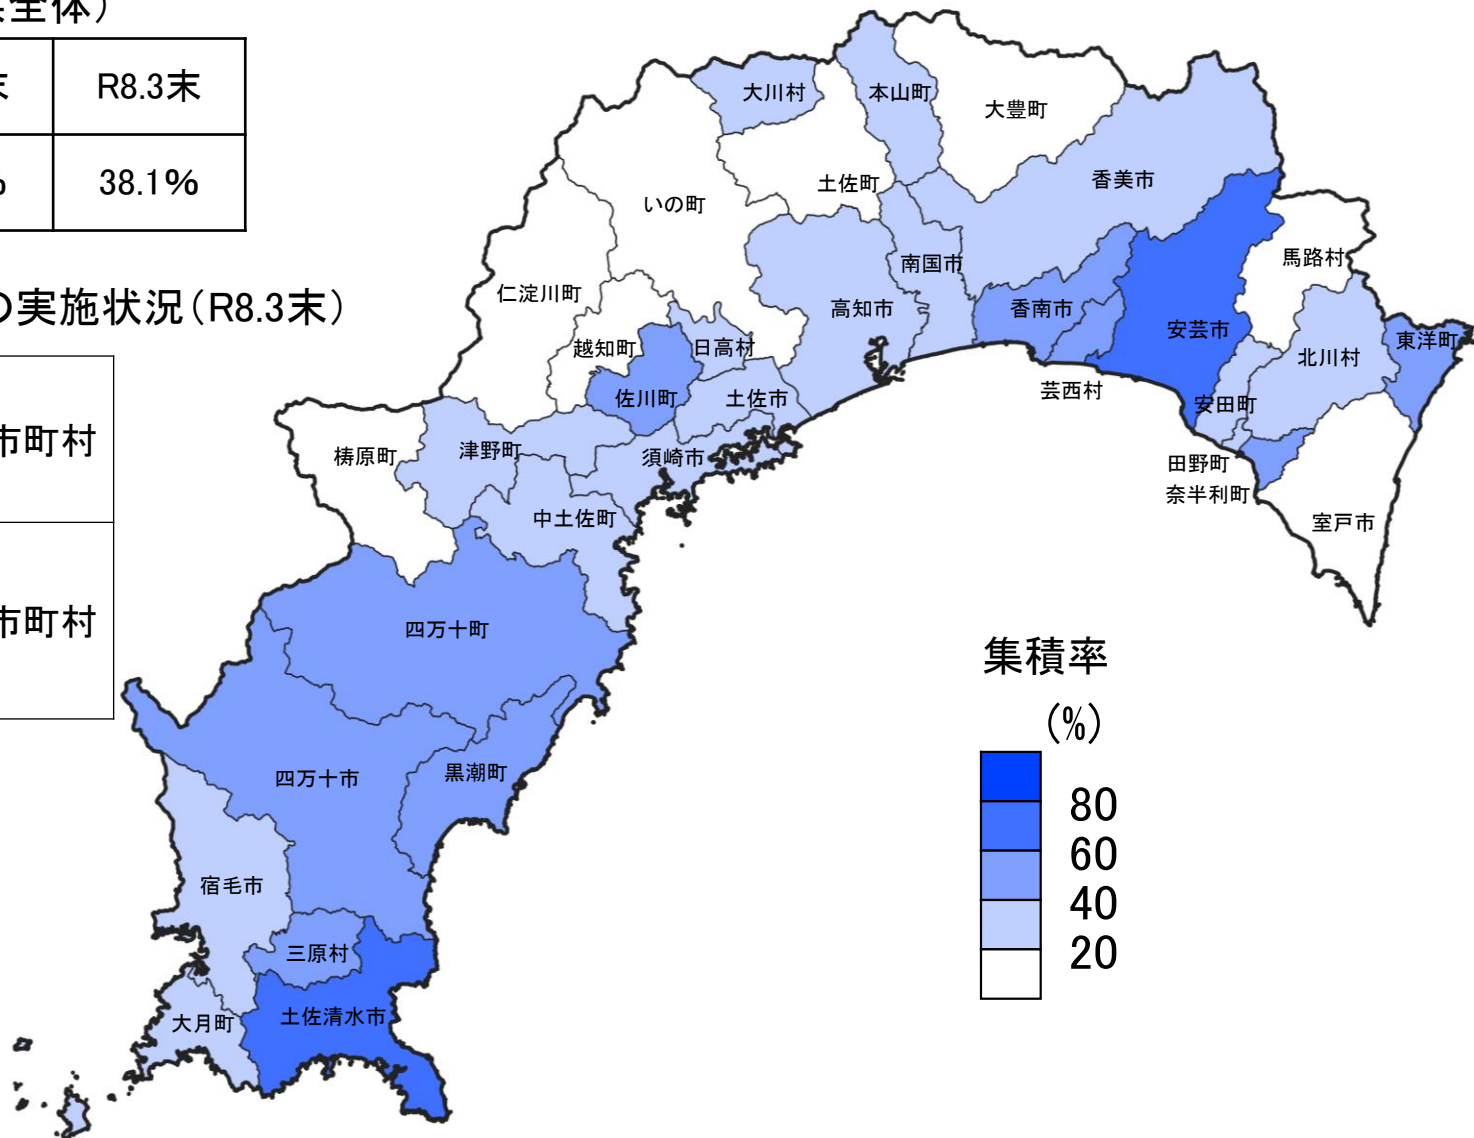 県全体）
末 R8.3末
% 38.1%
の実施状況（R8.3末）
市町村
市町村
大川村
本山町
大豊町
土佐町
香美市
いの町
南国市
馬路村
仁淀川町
高知市
香南市
安芸市
越知町
日高村
北川村
東洋町
佐川町
土佐市
芸西村
安田町
梼原町
津野町
須崎市
田野町
奈半利町
中土佐町
室戸市
四万十町
四万十市
黒潮町
宿毛市
三原村
大月町
土佐清水市
集積率
(%)
80
60
40
20